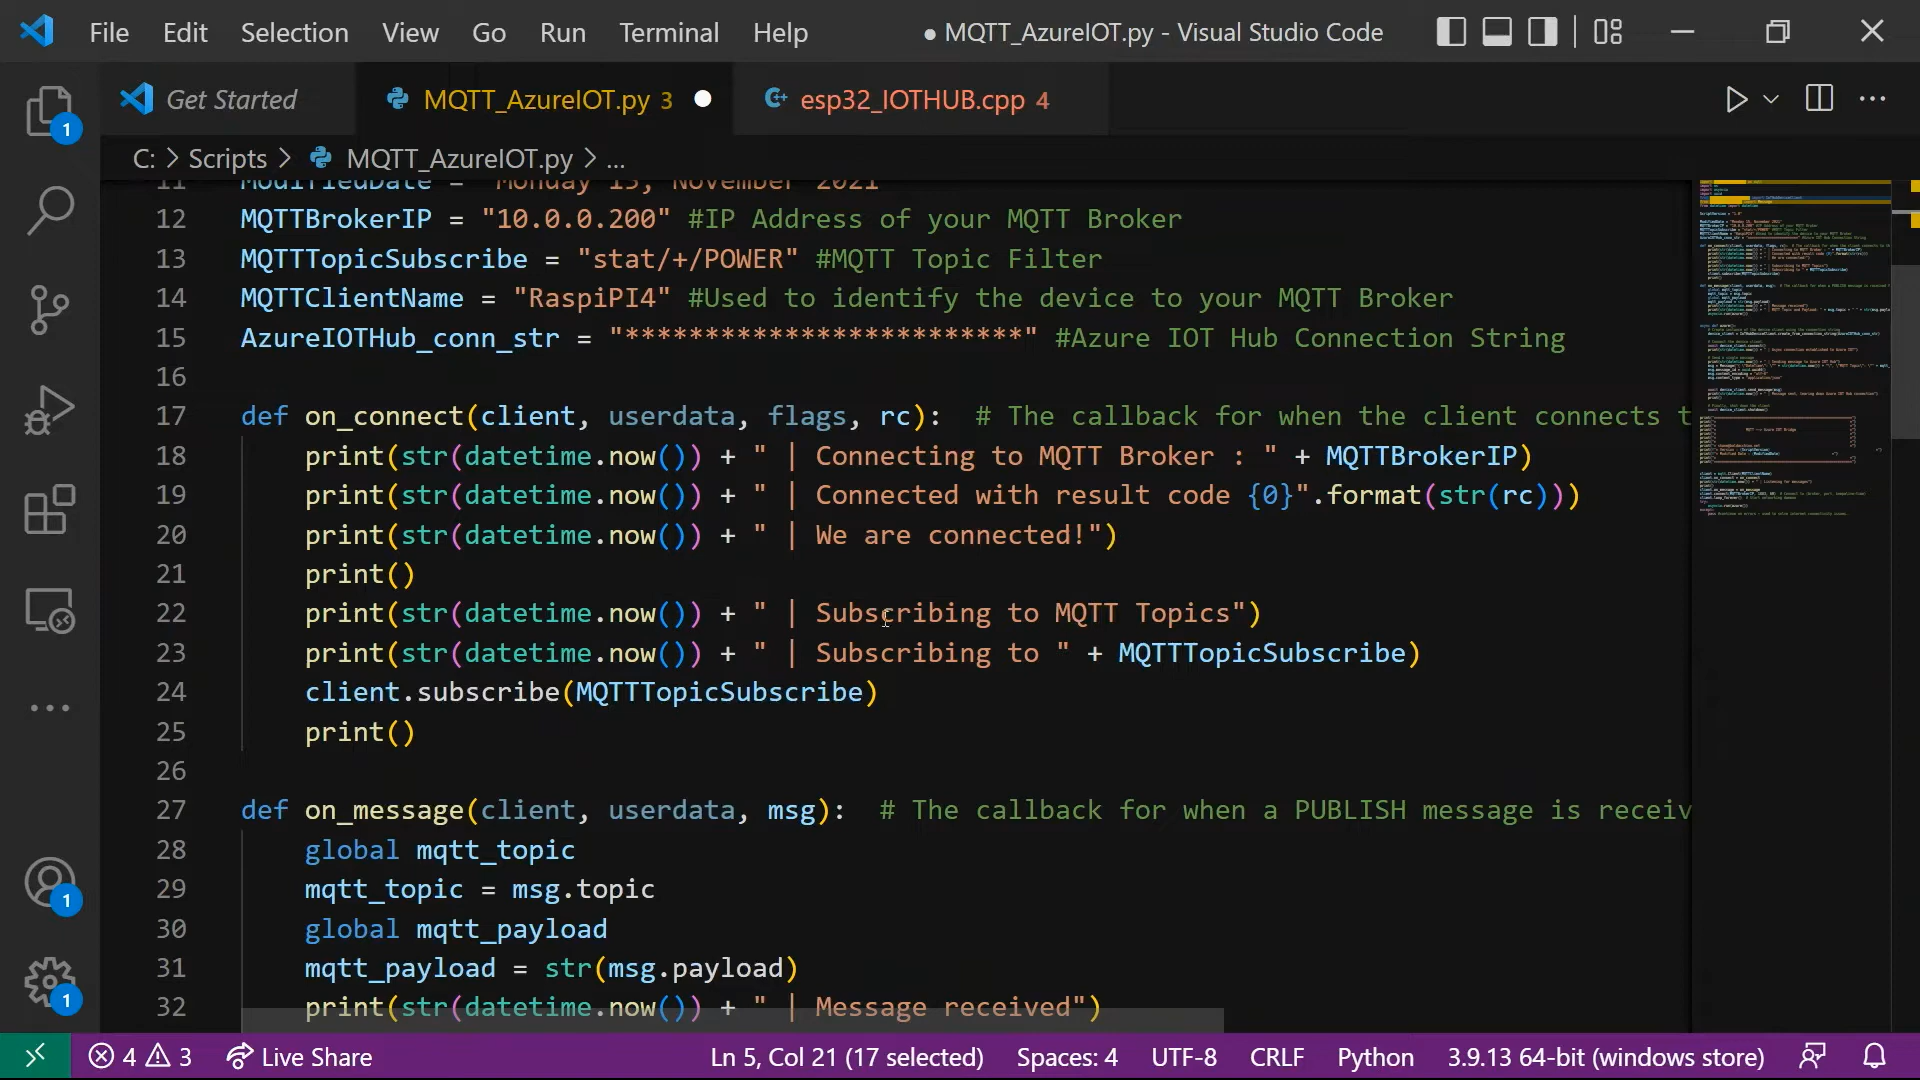 File Edit Selection View Go Run Terminal Help ● MQTT_AzureIOT.py - Visual Studio Code
Get Started MQTT_AzureIOT.py 3 esp32_IOTHUB.cpp 4
C: > Scripts > MQTT_AzureIOT.py > ...
11 ModifiedDate = "Monday 15, November 2021"
12 MQTTBrokerIP = "10.0.0.200" #IP Address of your MQTT Broker
13 MQTTTopicSubscribe = "stat/+/POWER" #MQTT Topic Filter
14 MQTTClientName = "RaspiPI4" #Used to identify the device to your MQTT Broker
15 AzureIOTHub_conn_str = "*************************" #Azure IOT Hub Connection String
16
17 def on_connect(client, userdata, flags, rc):  # The callback for when the client connects t
18 print(str(datetime.now()) + " | Connecting to MQTT Broker : " + MQTTBrokerIP)
19 print(str(datetime.now()) + " | Connected with result code {0}".format(str(rc)))
20 print(str(datetime.now()) + " | We are connected!")
21 print()
22 print(str(datetime.now()) + " | Subscribing to MQTT Topics")
23 print(str(datetime.now()) + " | Subscribing to " + MQTTTopicSubscribe)
24 client.subscribe(MQTTTopicSubscribe)
25 print()
26
27 def on_message(client, userdata, msg):  # The callback for when a PUBLISH message is receiv
28 global mqtt_topic
29 mqtt_topic = msg.topic
30 global mqtt_payload
31 mqtt_payload = str(msg.payload)
32 print(str(datetime.now()) + " | Message received")
1
1
1
4 3 Live Share Ln 5, Col 21 (17 selected) Spaces: 4 UTF-8 CRLF Python 3.9.13 64-bit (windows store)